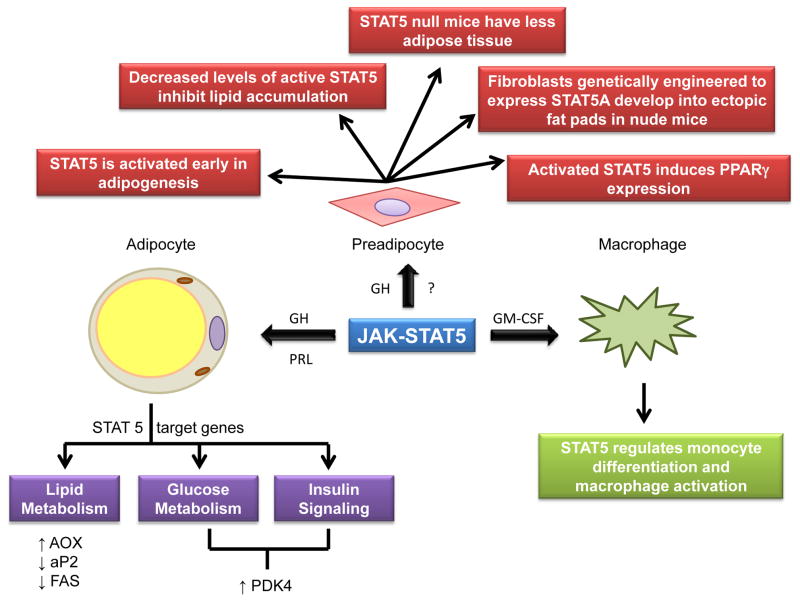 STAT5 null mice have less
adipose tissue
Decreased levels of active STAT5
inhibit lipid accumulation
Fibroblasts genetically engineered to
express STAT5A develop into ectopic
fat pads in nude mice
STAT5 is activated early in
adipogenesis
Activated STAT5 induces PPARγ
expression
Adipocyte
Preadipocyte
Macrophage
GH ?
GH
PRL
JAK-STAT5
GM-CSF
STAT 5 target genes
STAT5 regulates monocyte
differentiation and
macrophage activation
Lipid
Metabolism
Glucose
Metabolism
Insulin
Signaling
↑ AOX
↓ aP2
↓ FAS
↑ PDK4